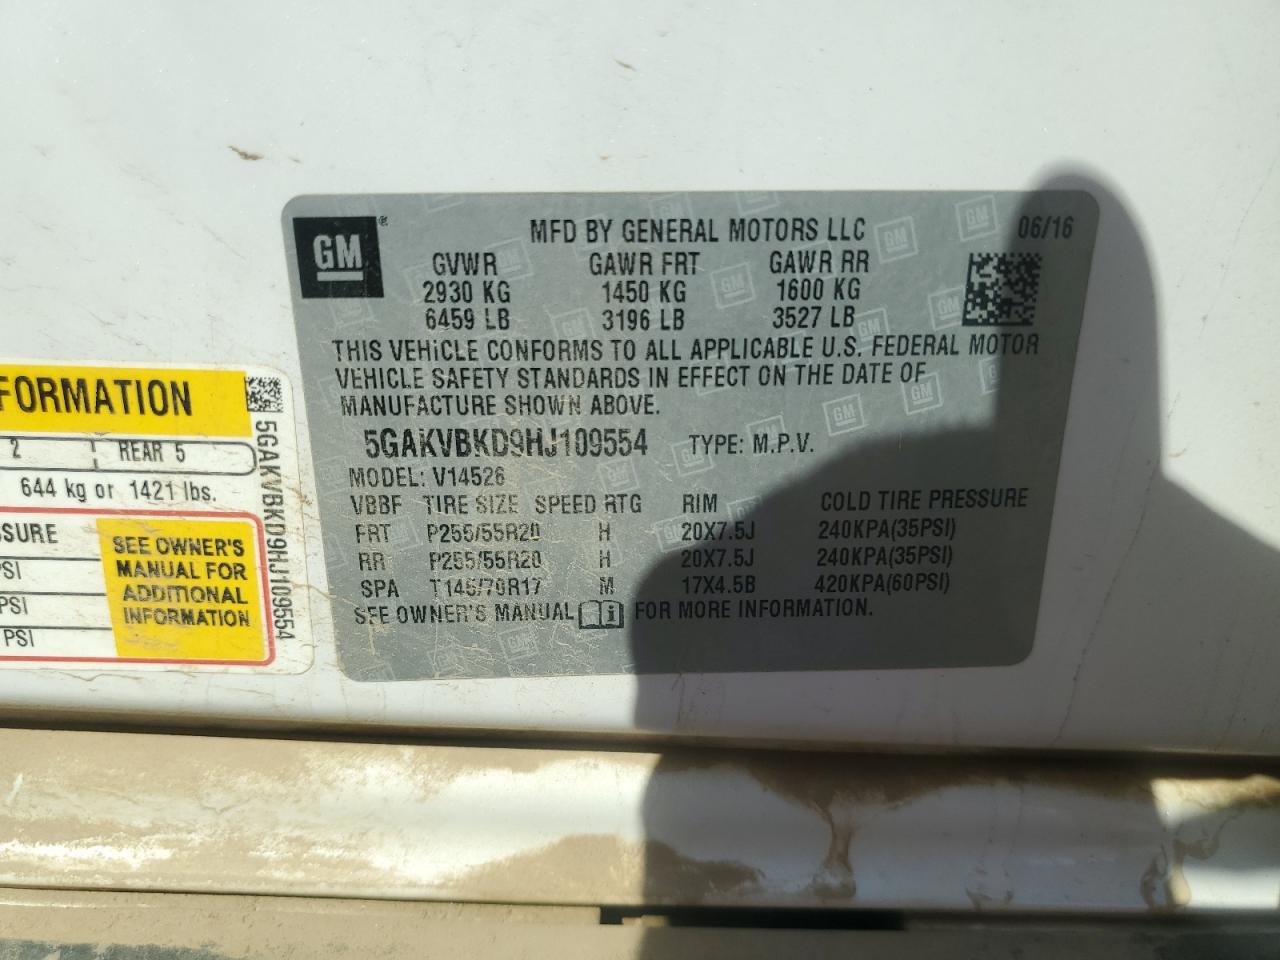 GM ®
MFD BY GENERAL MOTORS LLC 06/16
GVWR GAWR FRT GAWR RR
2930 KG 1450 KG 1600 KG
6459 LB 3196 LB 3527 LB
THIS VEHICLE CONFORMS TO ALL APPLICABLE U.S. FEDERAL MOTOR
VEHICLE SAFETY STANDARDS IN EFFECT ON THE DATE OF
MANUFACTURE SHOWN ABOVE.
5GAKVBKD9HJ109554 TYPE: M.P.V.
MODEL: V14526
VBBF TIRE SIZE SPEED RTG RIM COLD TIRE PRESSURE
FRT P255/55R20 H 20X7.5J 240KPA(35PSI)
RR P255/55R20 H 20X7.5J 240KPA(35PSI)
SPA T145/70R17 M 17X4.5B 420KPA(60PSI)
SEE OWNER'S MANUAL FOR MORE INFORMATION.
FORMATION
2 REAR 5
644 kg or 1421 lbs.
SSURE
PSI
PSI
PSI
SEE OWNER'S
MANUAL FOR
ADDITIONAL
INFORMATION
5GAKVBKD9HJ109554